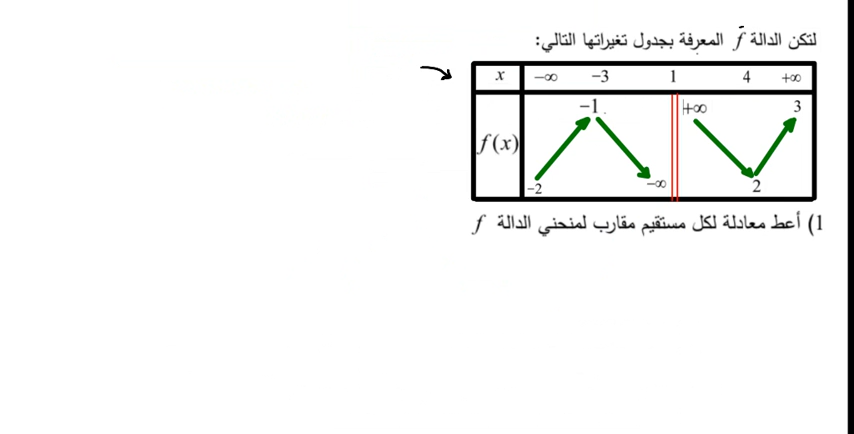 لتكن الدالة f المعرفة بجدول تغيراتها التالي:
x −∞ −3 1 4 +∞
f(x) −2 −1 −∞ +∞ 2 3
1) أعط معادلة لكل مستقيم مقارب لمنحني الدالة f